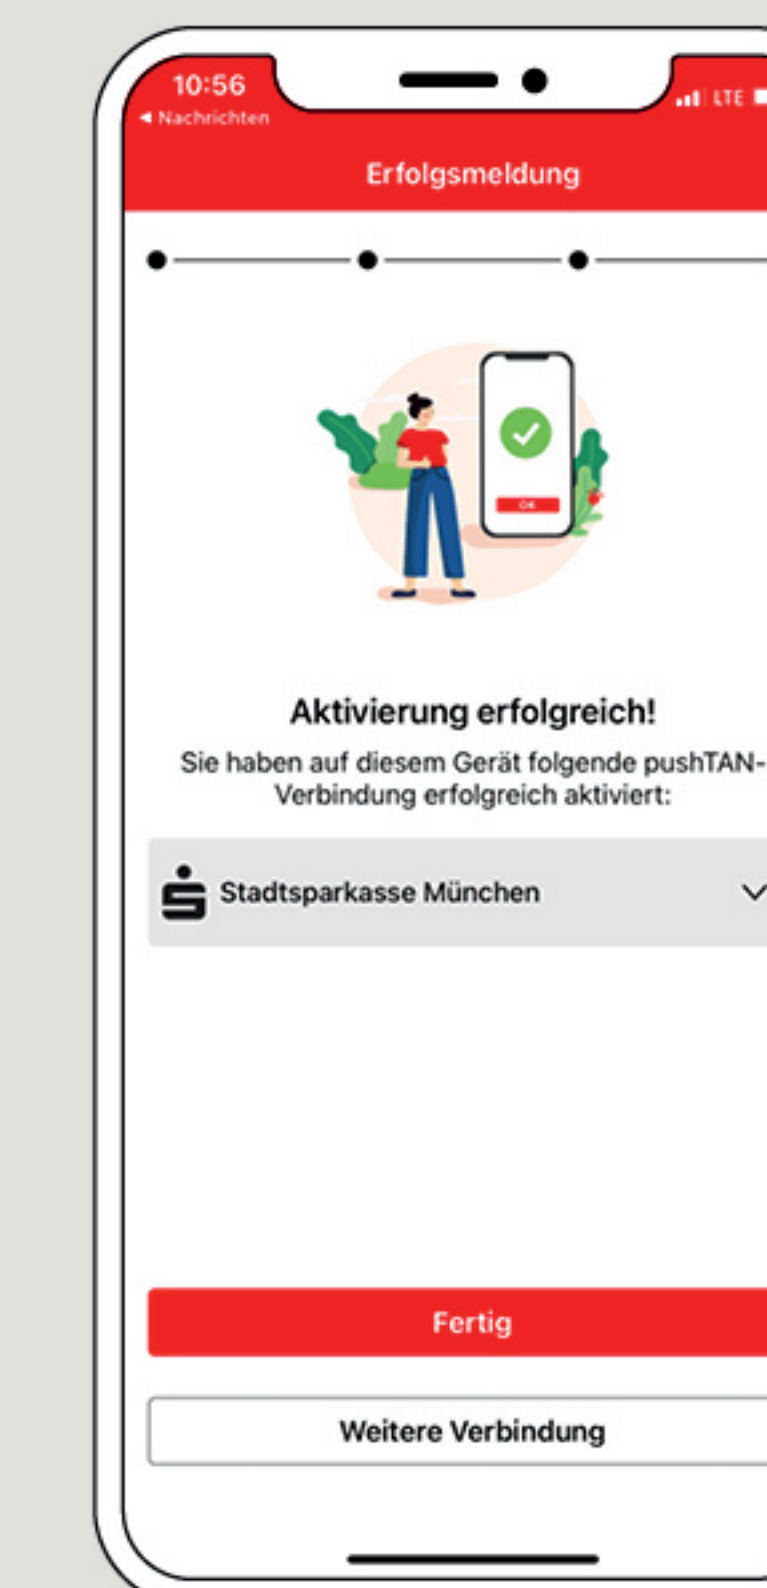 10:56
LTE
◀ Nachrichten
Erfolgsmeldung
OK
Aktivierung erfolgreich!
Sie haben auf diesem Gerät folgende pushTAN-
Verbindung erfolgreich aktiviert:
Stadtsparkasse München
Fertig
Weitere Verbindung